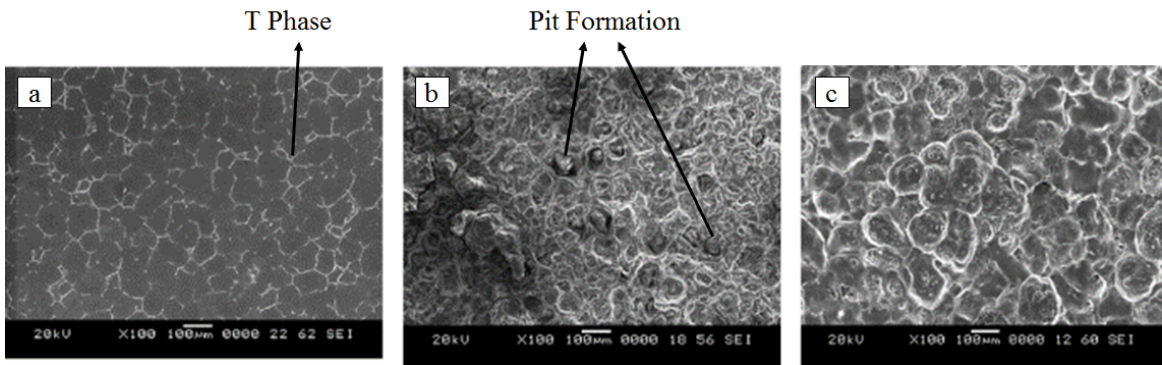 T Phase
Pit Formation
a
b
c
20kV X100 100μm 0000 22 62 SEI
20kV X100 100μm 0000 18 56 SEI
20kV X100 100μm 0000 12 60 SEI